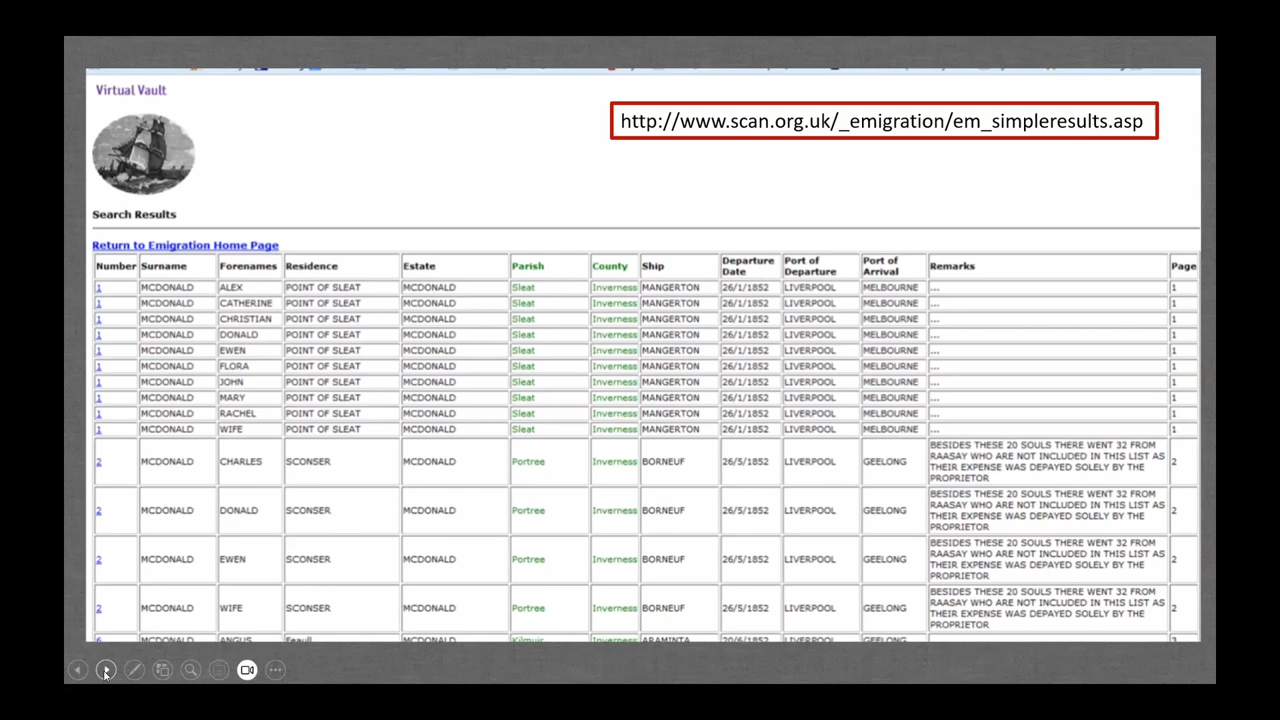 Virtual Vault
http://www.scan.org.uk/_emigration/em_simpleresults.asp
Search Results
Return to Emigration Home Page
Number Surname Forenames Residence Estate Parish County Ship Departure Date Port of Departure Port of Arrival Remarks Page
1 MCDONALD ALEX POINT OF SLEAT MCDONALD Sleat Inverness MANGERTON 26/1/1852 LIVERPOOL MELBOURNE ... 1
1 MCDONALD CATHERINE POINT OF SLEAT MCDONALD Sleat Inverness MANGERTON 26/1/1852 LIVERPOOL MELBOURNE ... 1
1 MCDONALD CHRISTIAN POINT OF SLEAT MCDONALD Sleat Inverness MANGERTON 26/1/1852 LIVERPOOL MELBOURNE ... 1
1 MCDONALD DONALD POINT OF SLEAT MCDONALD Sleat Inverness MANGERTON 26/1/1852 LIVERPOOL MELBOURNE ... 1
1 MCDONALD EWEN POINT OF SLEAT MCDONALD Sleat Inverness MANGERTON 26/1/1852 LIVERPOOL MELBOURNE ... 1
1 MCDONALD FLORA POINT OF SLEAT MCDONALD Sleat Inverness MANGERTON 26/1/1852 LIVERPOOL MELBOURNE ... 1
1 MCDONALD JOHN POINT OF SLEAT MCDONALD Sleat Inverness MANGERTON 26/1/1852 LIVERPOOL MELBOURNE ... 1
1 MCDONALD MARY POINT OF SLEAT MCDONALD Sleat Inverness MANGERTON 26/1/1852 LIVERPOOL MELBOURNE ... 1
1 MCDONALD RACHEL POINT OF SLEAT MCDONALD Sleat Inverness MANGERTON 26/1/1852 LIVERPOOL MELBOURNE ... 1
1 MCDONALD WIFE POINT OF SLEAT MCDONALD Sleat Inverness MANGERTON 26/1/1852 LIVERPOOL MELBOURNE ... 1
2 MCDONALD CHARLES SCONSER MCDONALD Portree Inverness BORNEUF 26/5/1852 LIVERPOOL GEELONG BESIDES THESE 20 SOULS THERE WENT 32 FROM
RAASAY WHO ARE NOT INCLUDED IN THIS LIST AS
THEIR EXPENSE WAS DEPAYED SOLELY BY THE
PROPRIETOR 2
2 MCDONALD DONALD SCONSER MCDONALD Portree Inverness BORNEUF 26/5/1852 LIVERPOOL GEELONG BESIDES THESE 20 SOULS THERE WENT 32 FROM
RAASAY WHO ARE NOT INCLUDED IN THIS LIST AS
THEIR EXPENSE WAS DEPAYED SOLELY BY THE
PROPRIETOR 2
2 MCDONALD EWEN SCONSER MCDONALD Portree Inverness BORNEUF 26/5/1852 LIVERPOOL GEELONG BESIDES THESE 20 SOULS THERE WENT 32 FROM
RAASAY WHO ARE NOT INCLUDED IN THIS LIST AS
THEIR EXPENSE WAS DEPAYED SOLELY BY THE
PROPRIETOR 2
2 MCDONALD WIFE SCONSER MCDONALD Portree Inverness BORNEUF 26/5/1852 LIVERPOOL GEELONG BESIDES THESE 20 SOULS THERE WENT 32 FROM
RAASAY WHO ARE NOT INCLUDED IN THIS LIST AS
THEIR EXPENSE WAS DEPAYED SOLELY BY THE
PROPRIETOR 2
MCDONALD ANGUS MCDONALD Kilmuir Inverness ARAMINTA 20/6/1852 LIVERPOOL GEELONG